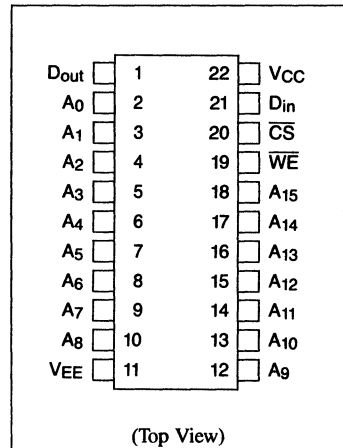 Dout 1 22 VCC
A0 2 21 Din
A1 3 20 C̅S̅
A2 4 19 W̅E̅
A3 5 18 A15
A4 6 17 A14
A5 7 16 A13
A6 8 15 A12
A7 9 14 A11
A8 10 13 A10
VEE 11 12 A9
(Top View)